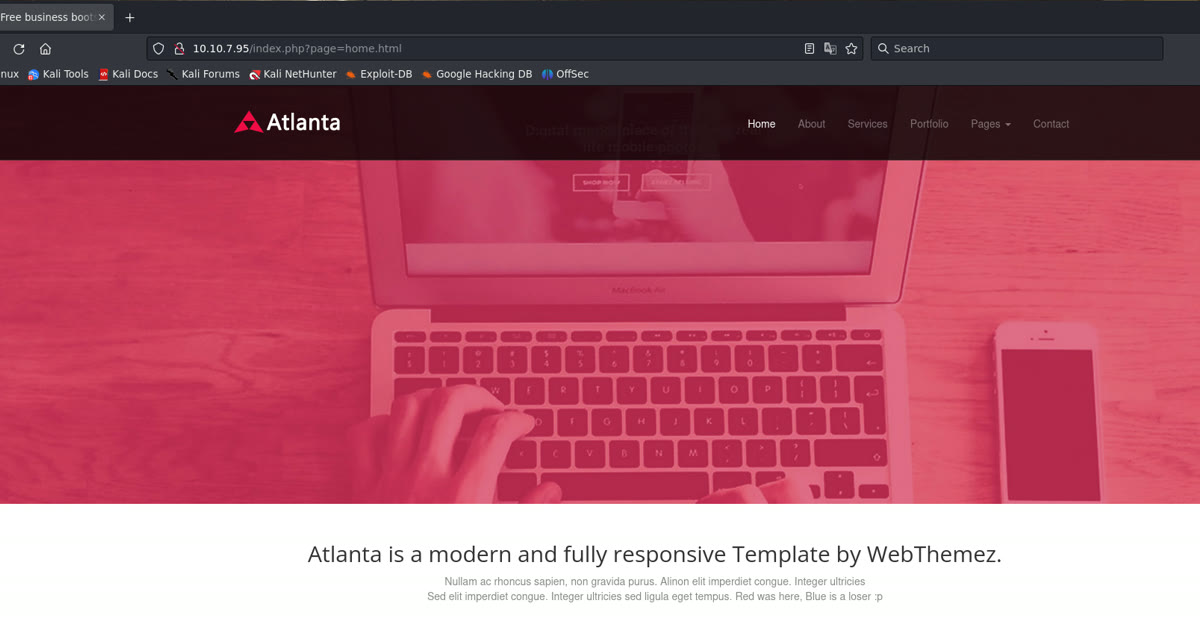 Free business boots
10.10.7.95/index.php?page=home.html
Search
nux Kali Tools Kali Docs Kali Forums Kali NetHunter Exploit-DB Google Hacking DB OffSec
Atlanta
Home About Services Portfolio Pages Contact
MacBook Air
Atlanta is a modern and fully responsive Template by WebThemez.
Nullam ac rhoncus sapien, non gravida purus. Alinon elit imperdiet congue. Integer ultricies
Sed elit imperdiet congue. Integer ultricies sed ligula eget tempus. Red was here, Blue is a loser :p